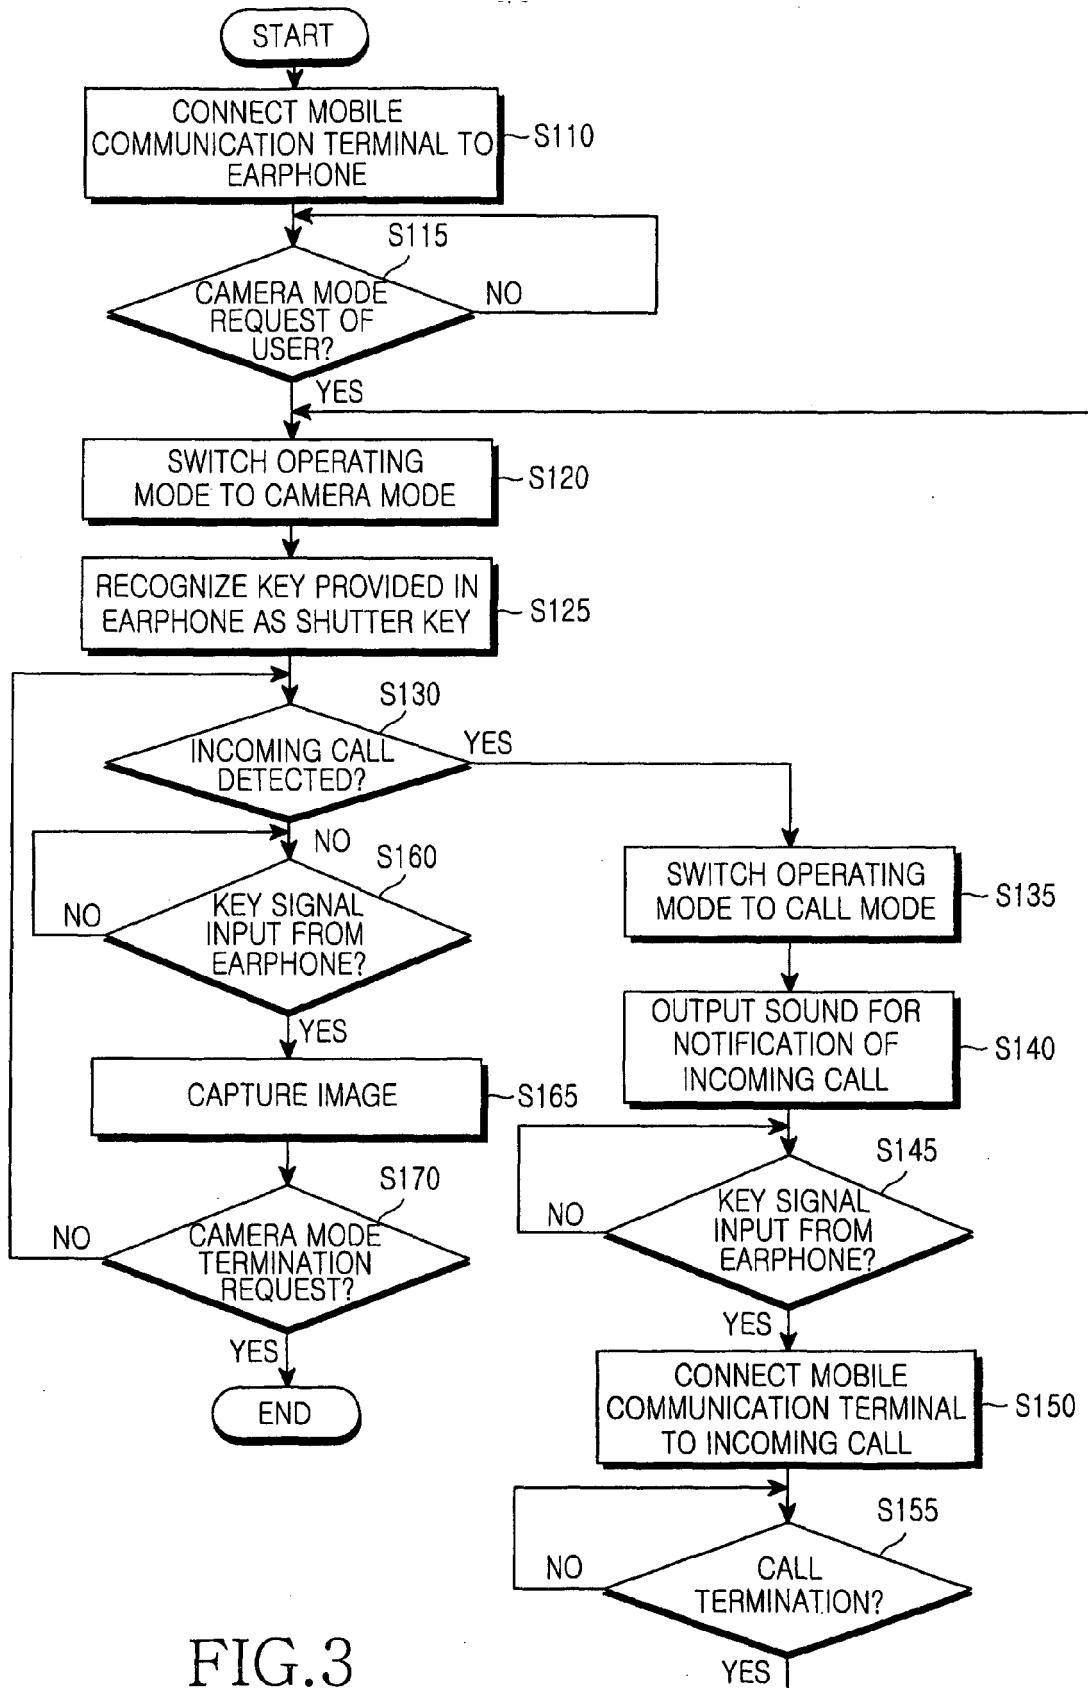 START
CONNECT MOBILE
COMMUNICATION TERMINAL TO
EARPHONE
S110
S115
CAMERA MODE
REQUEST OF
USER?
NO
YES
SWITCH OPERATING
MODE TO CAMERA MODE
S120
RECOGNIZE KEY PROVIDED IN
EARPHONE AS SHUTTER KEY
S125
S130
INCOMING CALL
DETECTED?
YES
NO
S160
KEY SIGNAL
INPUT FROM
EARPHONE?
NO
YES
CAPTURE IMAGE
S165
S170
CAMERA MODE
TERMINATION
REQUEST?
NO
YES
END
SWITCH OPERATING
MODE TO CALL MODE
S135
OUTPUT SOUND FOR
NOTIFICATION OF
INCOMING CALL
S140
S145
KEY SIGNAL
INPUT FROM
EARPHONE?
NO
YES
CONNECT MOBILE
COMMUNICATION TERMINAL
TO INCOMING CALL
S150
S155
CALL
TERMINATION?
NO
YES
FIG.3